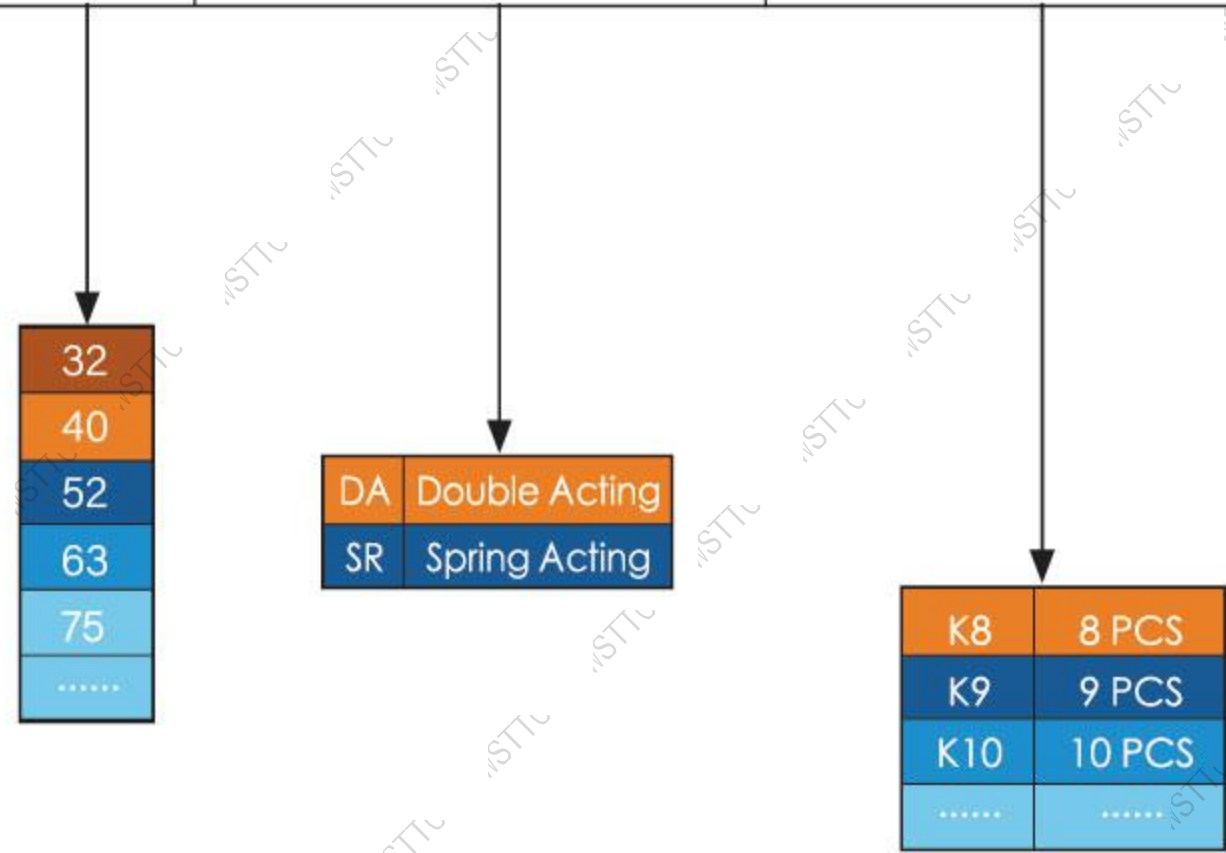 32
40
52
63
75
......
DA Double Acting
SR Spring Acting
K8 8 PCS
K9 9 PCS
K10 10 PCS
...... ......